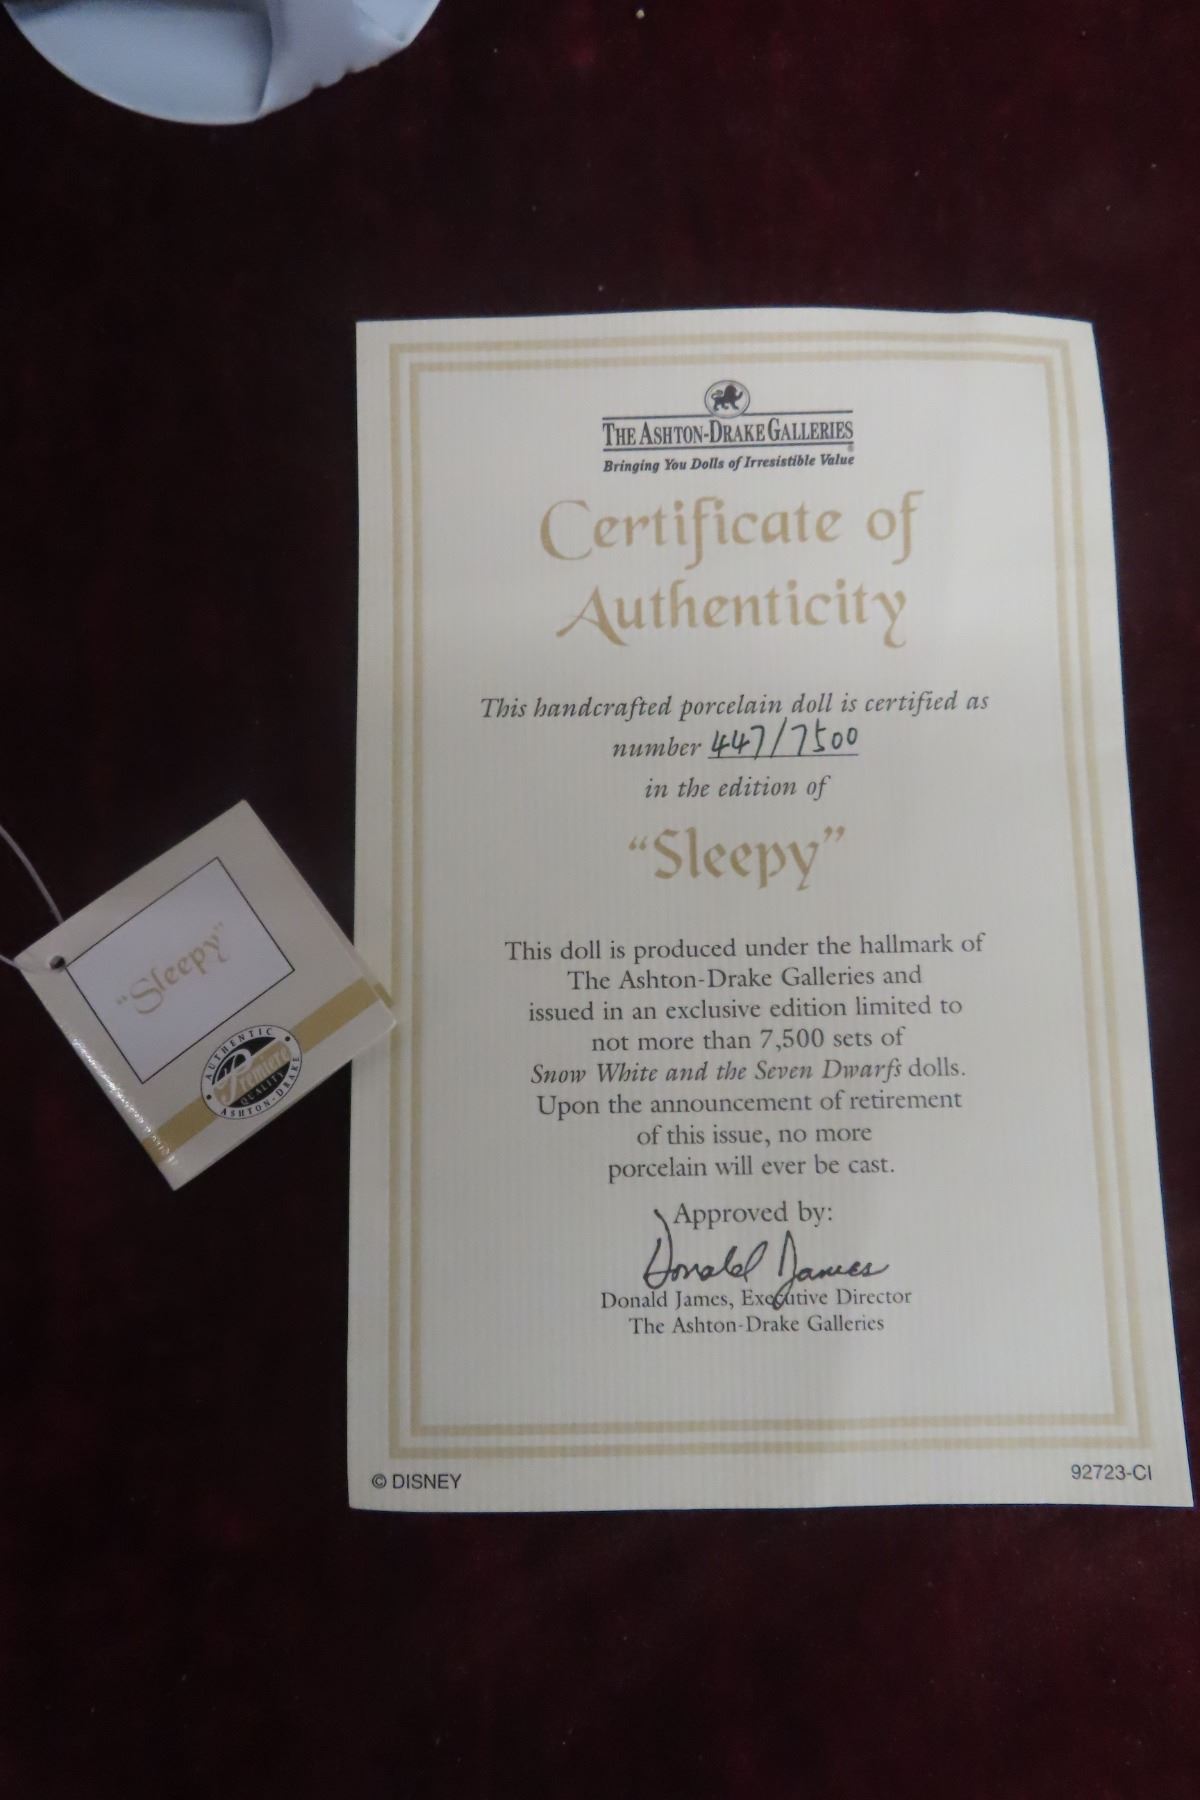 THE ASHTON-DRAKE GALLERIES
Bringing You Dolls of Irresistible Value
Certificate of
Authenticity
This handcrafted porcelain doll is certified as
number 447/7500
in the edition of
“Sleepy”
This doll is produced under the hallmark of
The Ashton-Drake Galleries and
issued in an exclusive edition limited to
not more than 7,500 sets of
Snow White and the Seven Dwarfs dolls.
Upon the announcement of retirement
of this issue, no more
porcelain will ever be cast.
Approved by:
Donald James
Donald James, Executive Director
The Ashton-Drake Galleries
© DISNEY
92723-CI
“Sleepy”
AUTHENTIC
Premiere
QUALITY
ASHTON-DRAKE